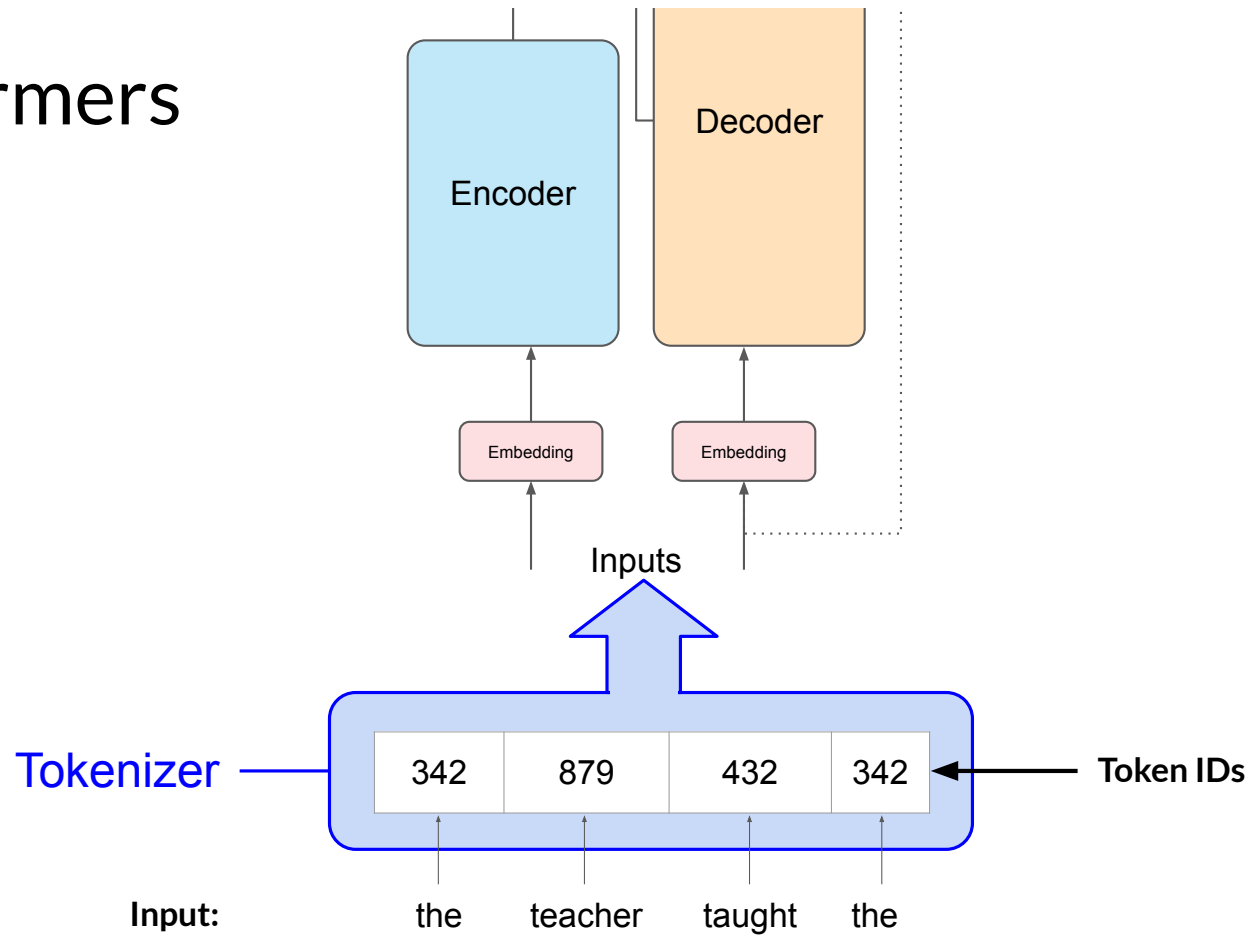 rmers
Decoder
Encoder
Embedding Embedding
Inputs
Tokenizer 342 879 432 342 Token IDs
Input: the teacher taught the